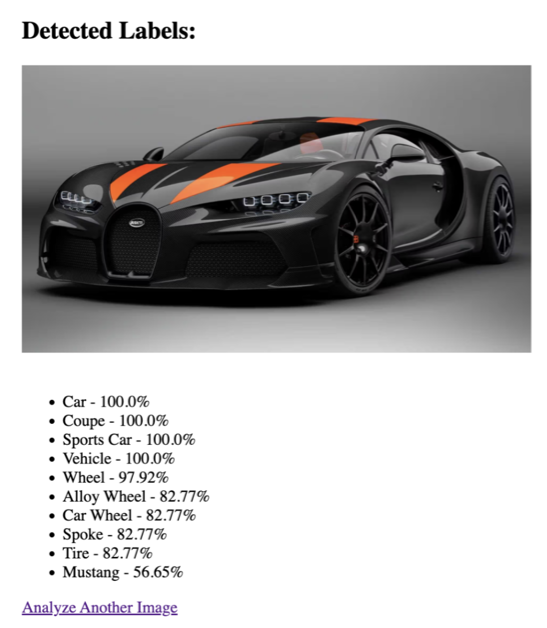 Detected Labels:
Car - 100.0%
Coupe - 100.0%
Sports Car - 100.0%
Vehicle - 100.0%
Wheel - 97.92%
Alloy Wheel - 82.77%
Car Wheel - 82.77%
Spoke - 82.77%
Tire - 82.77%
Mustang - 56.65%
Analyze Another Image